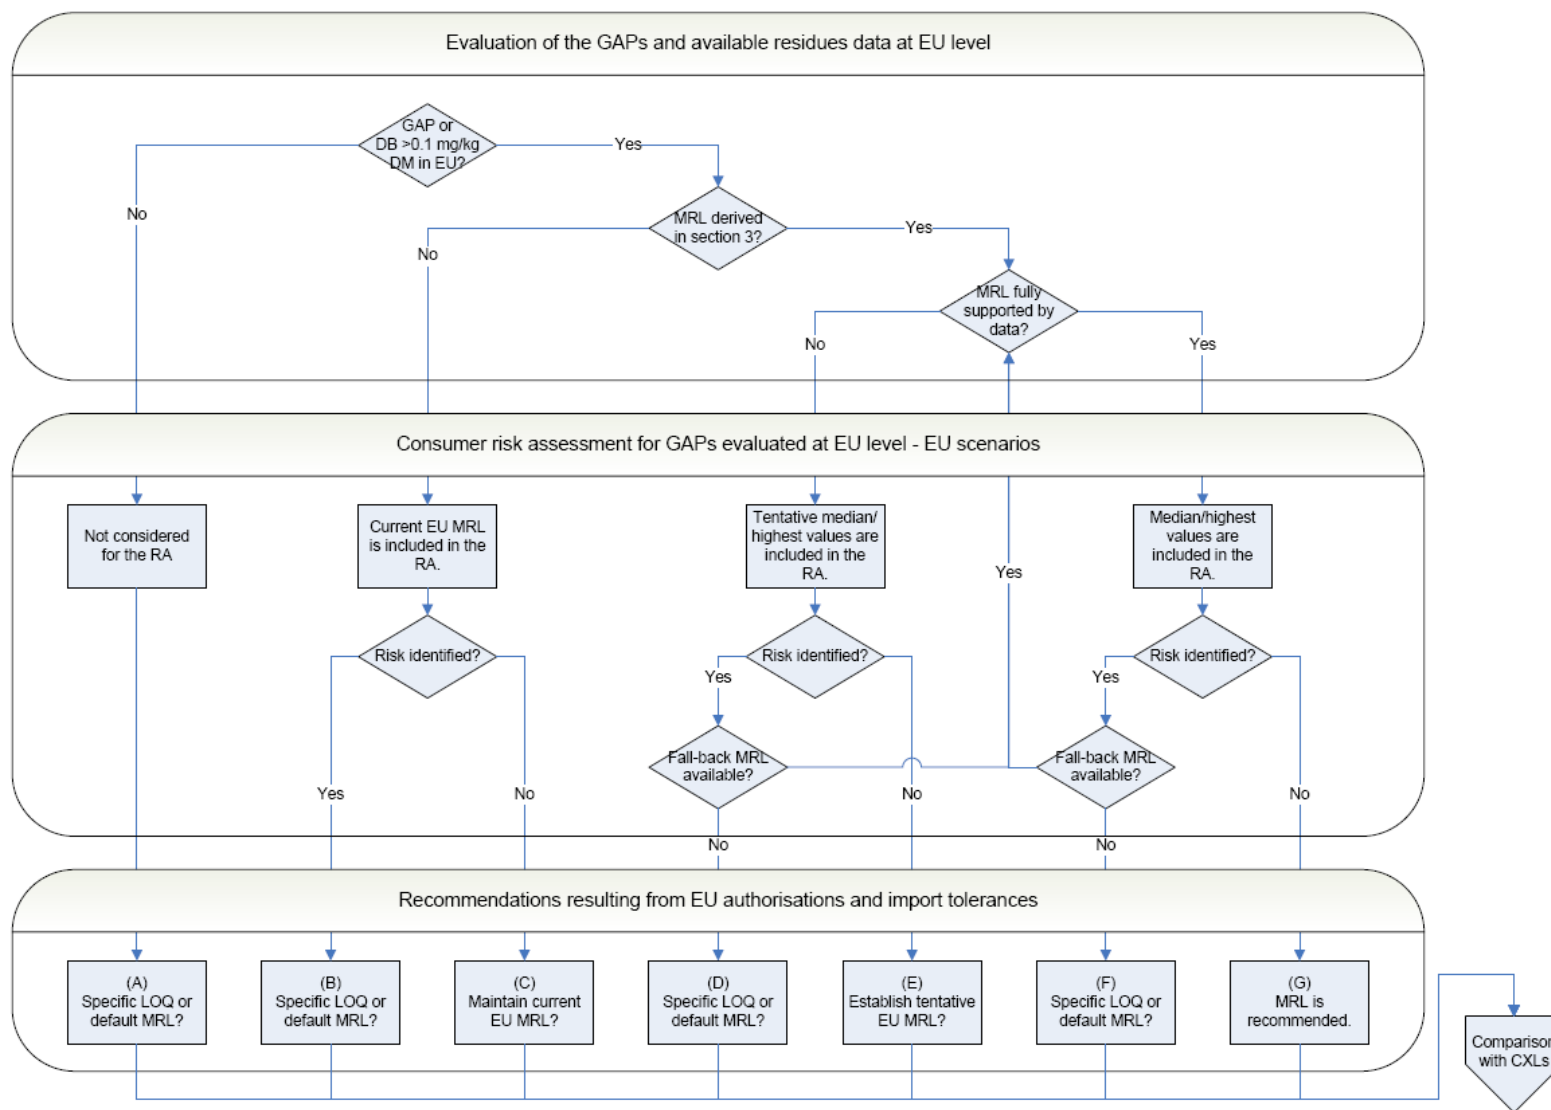 Evaluation of the GAPs and available residues data at EU level
GAP or
DB >0.1 mg/kg
DM in EU?
Yes
No
MRL derived
in section 3?
Yes
No
MRL fully
supported by
data?
No
Yes
Consumer risk assessment for GAPs evaluated at EU level - EU scenarios
Not considered
for the RA
Current EU MRL
is included in the
RA.
Tentative median/
highest values are
included in the
RA.
Median/highest
values are
included in the
RA.
Yes
Risk identified?
Risk identified?
Risk identified?
Yes
Yes
Fall-back MRL
available?
Fall-back MRL
available?
Yes
No
No
No
No
No
Recommendations resulting from EU authorisations and import tolerances
(A)
Specific LOQ or
default MRL?
(B)
Specific LOQ or
default MRL?
(C)
Maintain current
EU MRL?
(D)
Specific LOQ or
default MRL?
(E)
Establish tentative
EU MRL?
(F)
Specific LOQ or
default MRL?
(G)
MRL is
recommended.
Comparison
with CXLs